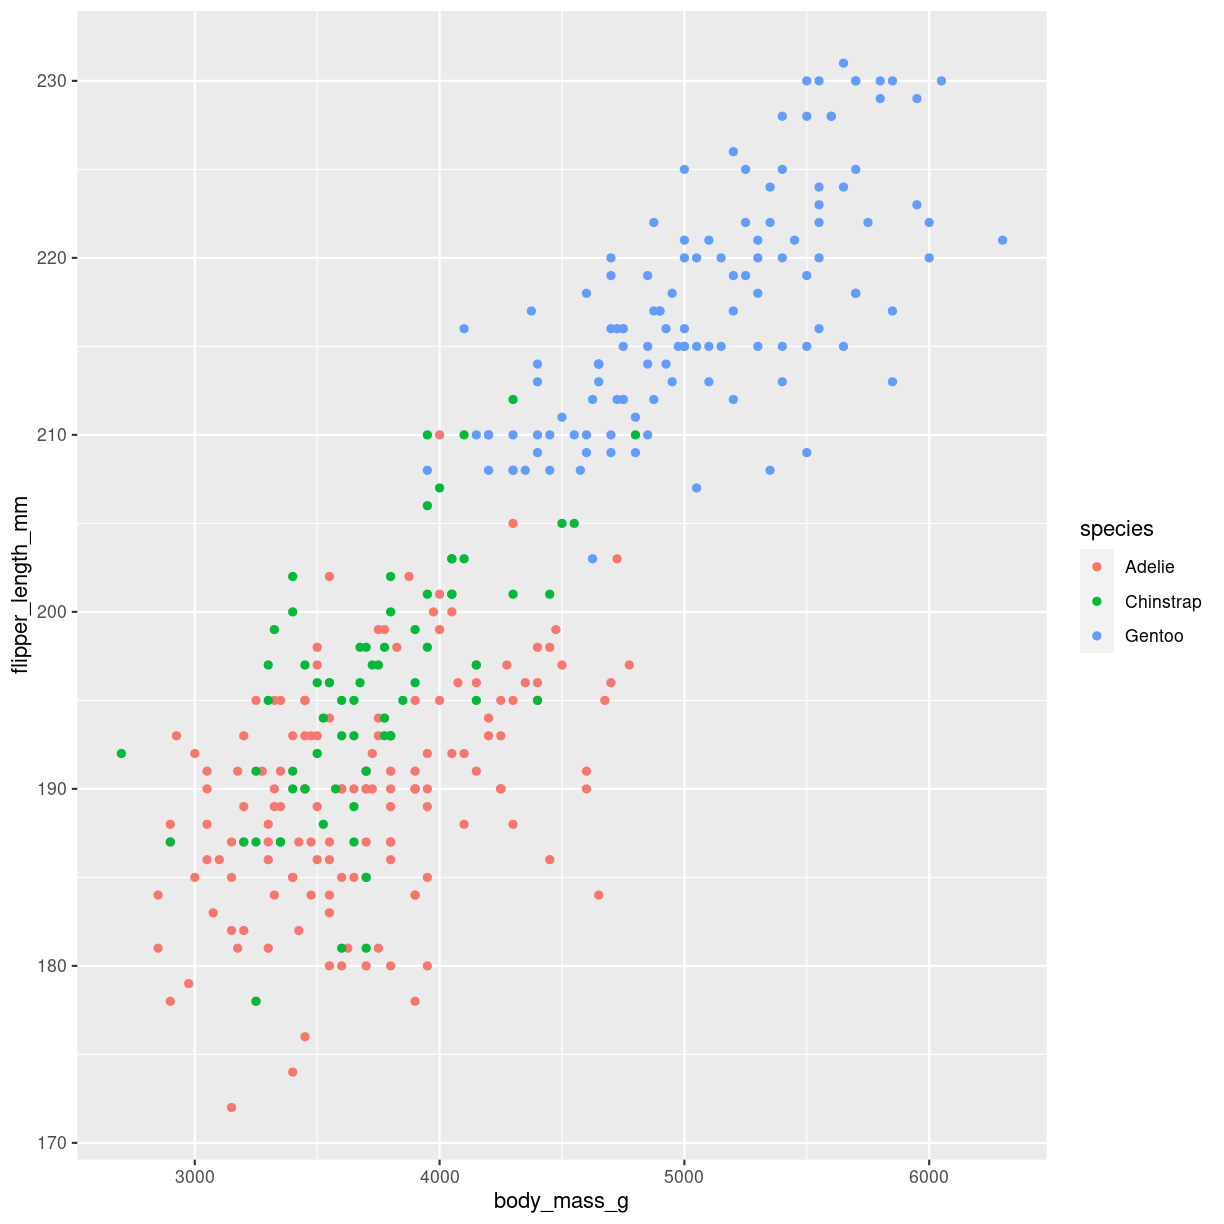 230
220
210
200
190
180
170
flipper_length_mm
3000 4000 5000 6000
body_mass_g
species
Adelie
Chinstrap
Gentoo